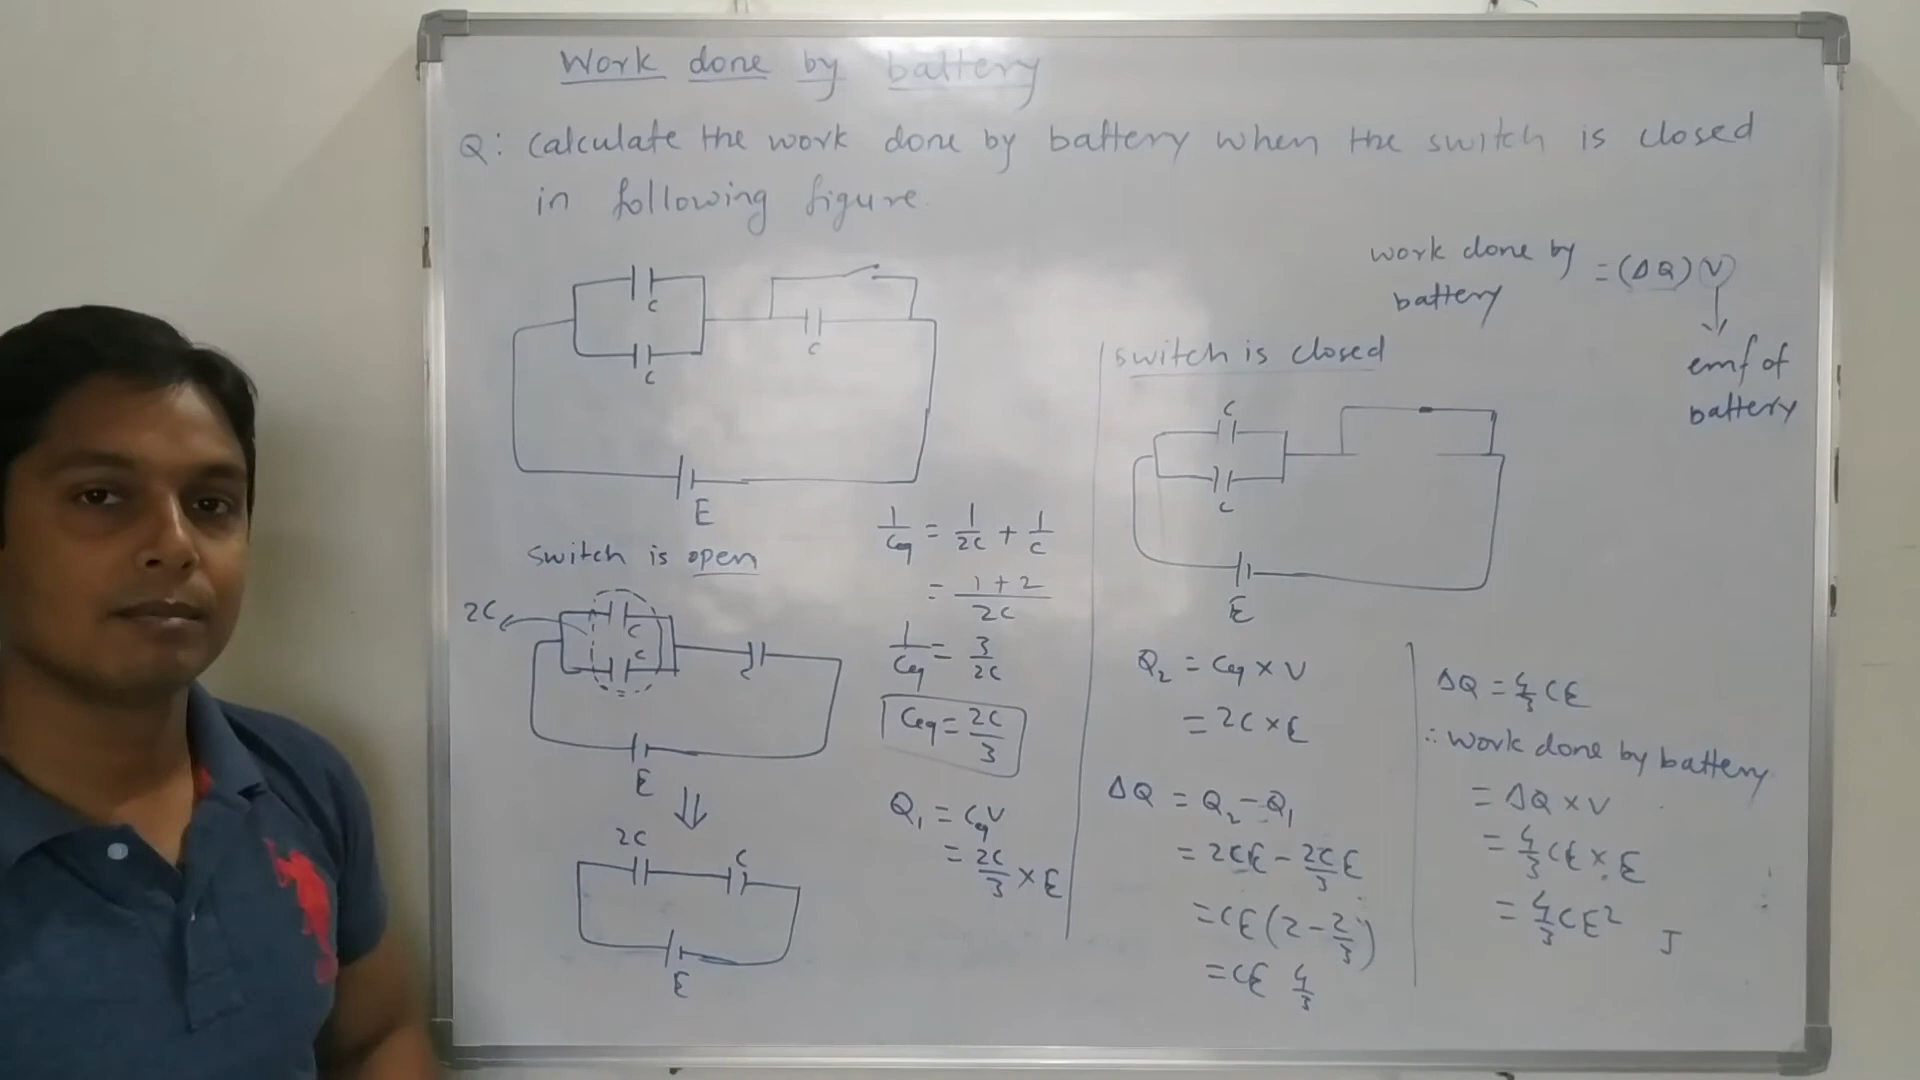 Work done by battery
Q: Calculate the work done by battery when the switch is closed
in following figure.
C
C
C
E
work done by battery = (ΔQ) V
emf of
battery
switch is open
2C
C
C
C
E
⇓
2C
C
E
1/Ceq = 1/2C + 1/C
= 1+2/2C
1/Ceq = 3/2C
Ceq = 2C/3
Q₁ = CqV
= 2C/3 × E
switch is closed
C
C
E
Q₂ = Ceq × V
= 2C × E
ΔQ = Q₂ − Q₁
= 2CE − 2C/3 E
= CE (2 − 2/3)
= CE 4/3
ΔQ = 4/3 CE
∴ work done by battery
= ΔQ × V
= 4/3 CE × E
= 4/3 CE² J